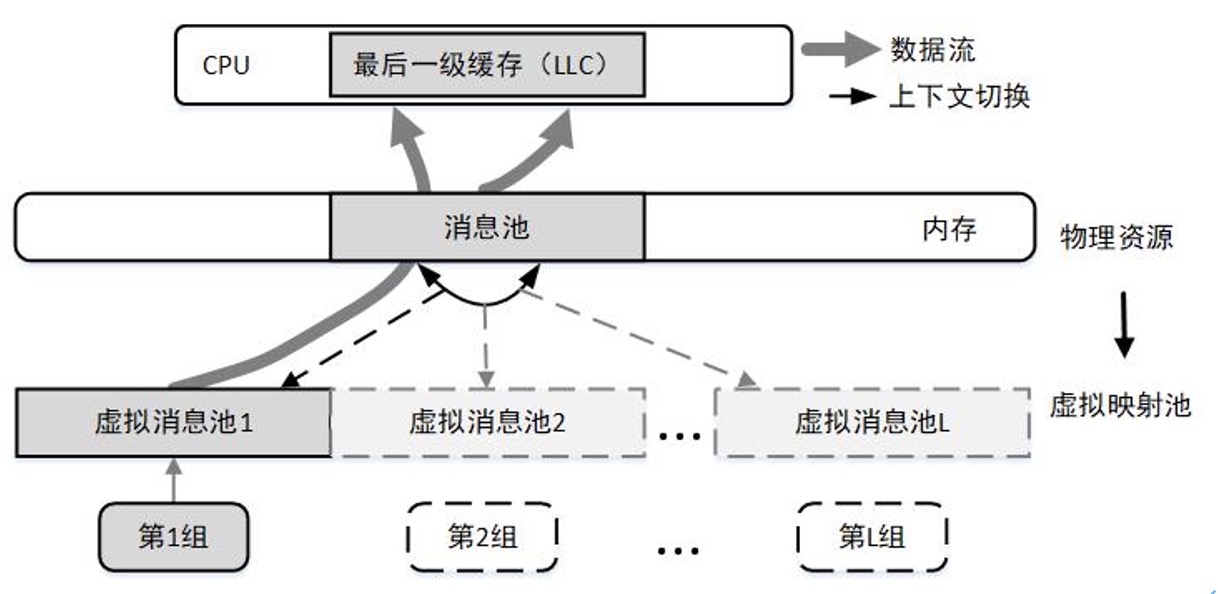 CPU
最后一级缓存（LLC）
数据流
上下文切换
消息池
内存
物理资源
虚拟消息池1
虚拟消息池2
...
虚拟消息池L
虚拟映射池
第1组
第2组
...
第L组